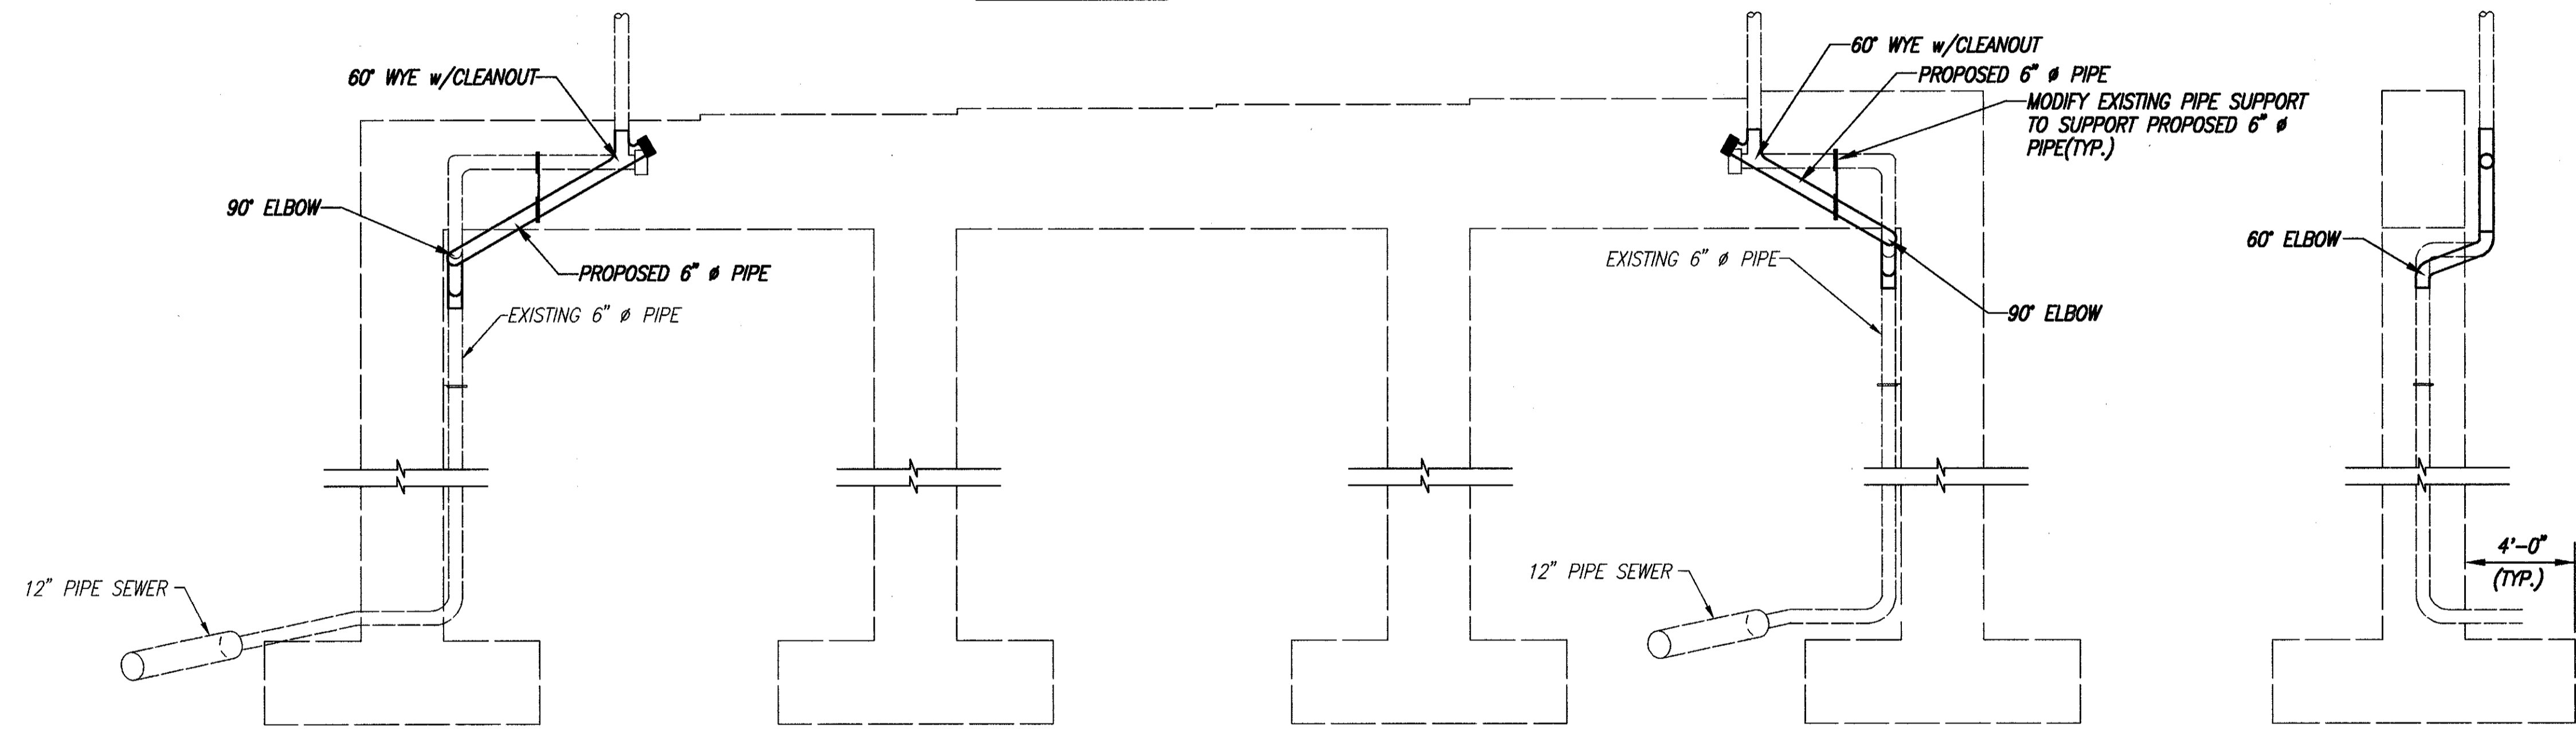 60° WYE w/CLEANOUT
90° ELBOW
PROPOSED 6" ø PIPE
EXISTING 6" ø PIPE
12" PIPE SEWER
60° WYE w/CLEANOUT
PROPOSED 6" ø PIPE
MODIFY EXISTING PIPE SUPPORT
TO SUPPORT PROPOSED 6" ø
PIPE(TYP.)
EXISTING 6" ø PIPE
90° ELBOW
12" PIPE SEWER
60° ELBOW
4'-0"
(TYP.)